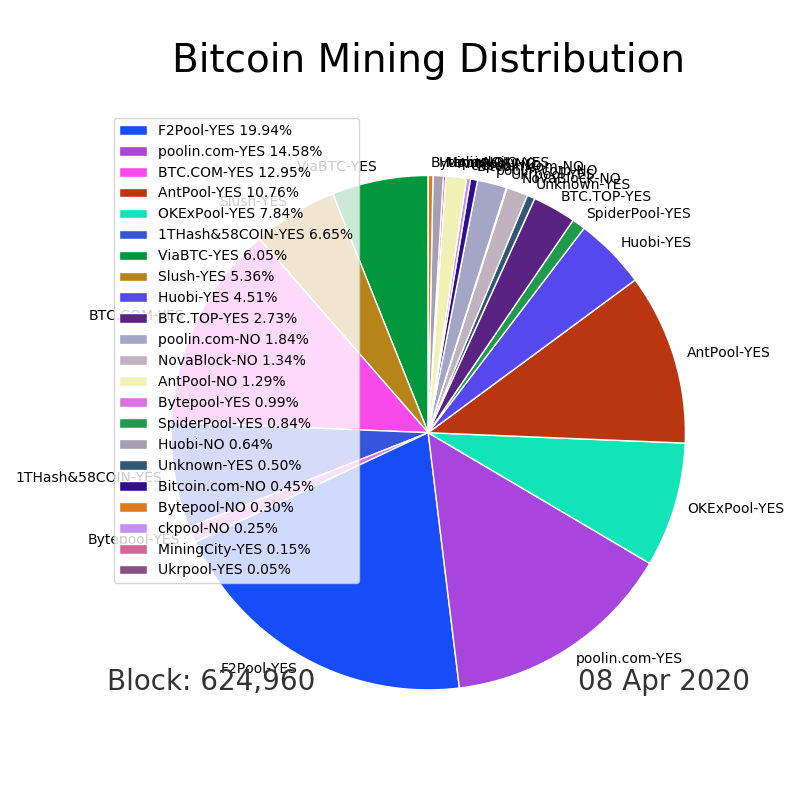 Bitcoin Mining Distribution
F2Pool-YES 19.94%
poolin.com-YES 14.58%
BTC.COM-YES 12.95%
AntPool-YES 10.76%
OKExPool-YES 7.84%
1THash&58COIN-YES 6.65%
ViaBTC-YES 6.05%
Slush-YES 5.36%
Huobi-YES 4.51%
BTC.TOP-YES 2.73%
poolin.com-NO 1.84%
NovaBlock-NO 1.34%
AntPool-NO 1.29%
Bytepool-YES 0.99%
SpiderPool-YES 0.84%
Huobi-NO 0.64%
Unknown-YES 0.50%
Bitcoin.com-NO 0.45%
Bytepool-NO 0.30%
ckpool-NO 0.25%
MiningCity-YES 0.15%
Ukrpool-YES 0.05%
ViaBTC-YES
Slush-YES
BTC.COM-YES
1THash&58COIN-YES
Bytepool-YES
F2Pool-YES
poolin.com-YES
OKExPool-YES
AntPool-YES
Huobi-YES
SpiderPool-YES
BTC.TOP-YES
Unknown-YES
NovaBlock-NO
Block: 624,960
08 Apr 2020